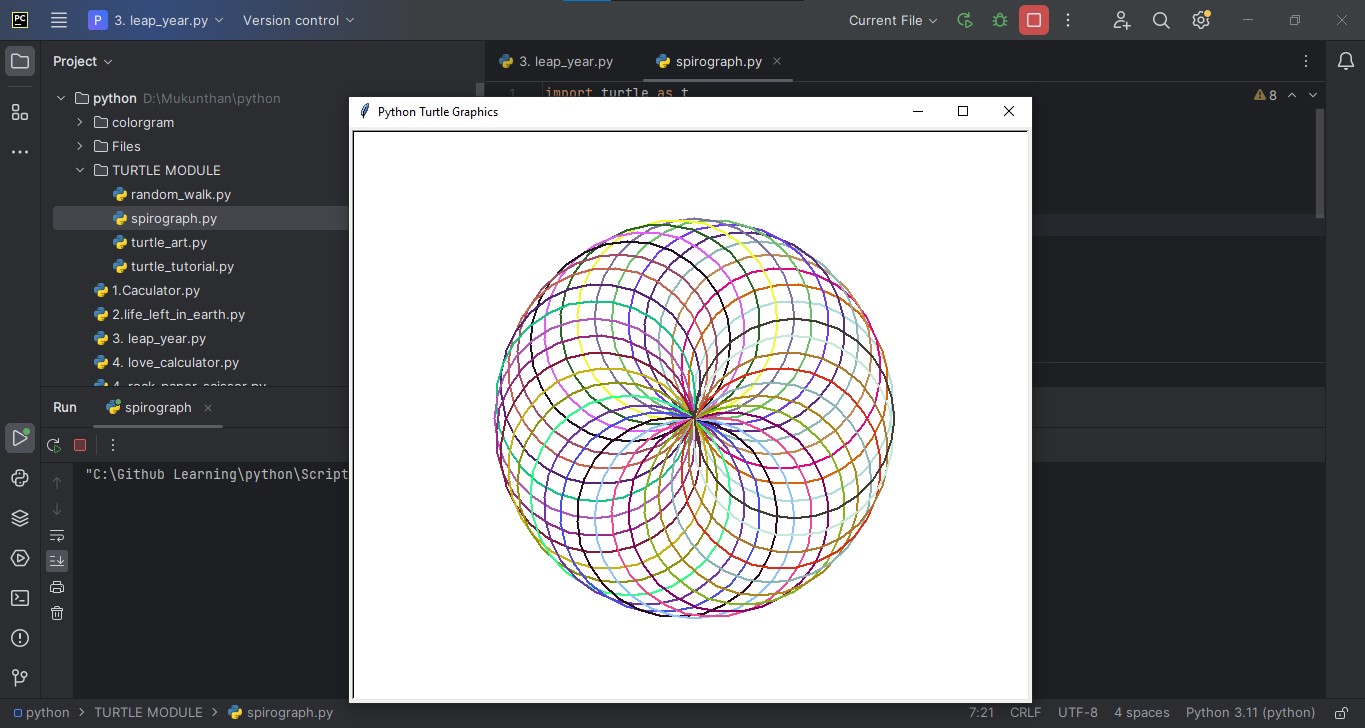 PC
P 3. leap_year.py Version control Current File
Project 3. leap_year.py spirograph.py
python D:\Mukunthan\python
1 import turtle as t
8
Python Turtle Graphics
colorgram
Files
TURTLE MODULE
random_walk.py
spirograph.py
turtle_art.py
turtle_tutorial.py
1.Caculator.py
2.life_left_in_earth.py
3. leap_year.py
4. love_calculator.py
4. rock_paper_scissor.py
Run spirograph
"C:\Github Learning\python\Script
python > TURTLE MODULE > spirograph.py 7:21 CRLF UTF-8 4 spaces Python 3.11 (python)